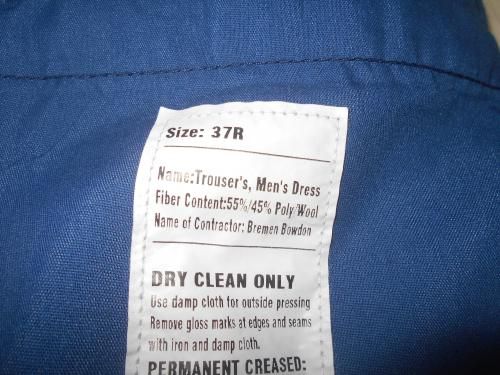 Size: 37R
Name:Trouser's, Men's Dress
Fiber Content:55%/45% Poly/Wool
Name of Contractor: Bremen Bowdon
DRY CLEAN ONLY
Use damp cloth for outside pressing
Remove gloss marks at edges and seams
with iron and damp cloth.
PERMANENT CREASED: